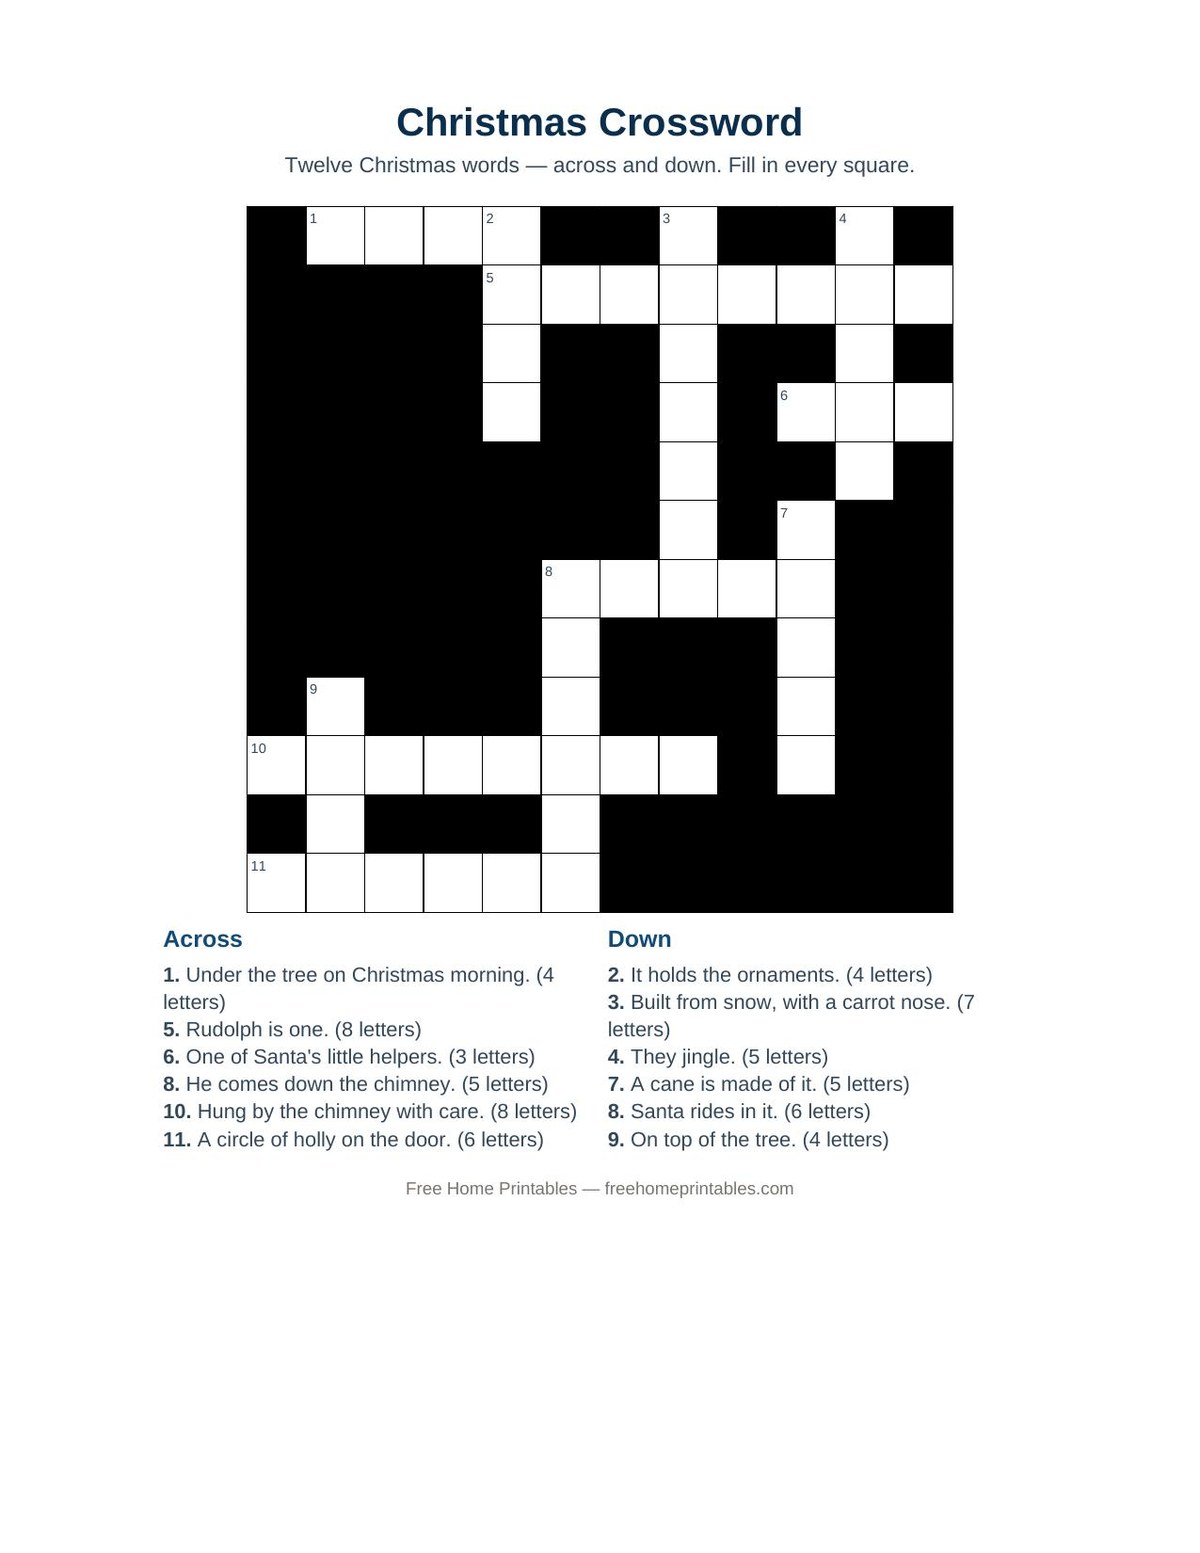 Christmas Crossword
Twelve Christmas words — across and down. Fill in every square.
1 2 3 4
5
6
7
8
9
10
11
Across
1. Under the tree on Christmas morning. (4
letters)
5. Rudolph is one. (8 letters)
6. One of Santa's little helpers. (3 letters)
8. He comes down the chimney. (5 letters)
10. Hung by the chimney with care. (8 letters)
11. A circle of holly on the door. (6 letters)
Down
2. It holds the ornaments. (4 letters)
3. Built from snow, with a carrot nose. (7
letters)
4. They jingle. (5 letters)
7. A cane is made of it. (5 letters)
8. Santa rides in it. (6 letters)
9. On top of the tree. (4 letters)
Free Home Printables — freehomeprintables.com